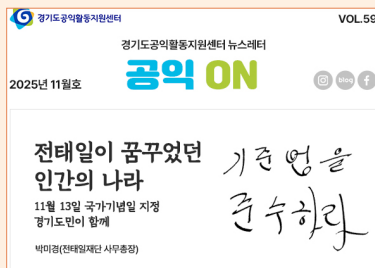 경기도공익활동지원센터
VOL.59
경기도공익활동지원센터 뉴스레터
2025년 11월호
공익 ON
blog
전태일이 꿈꾸었던
인간의 나라
11월 13일 국가기념일 지정
경기도민이 함께
박미경(전태일재단 사무총장)
기준법을
준수하라